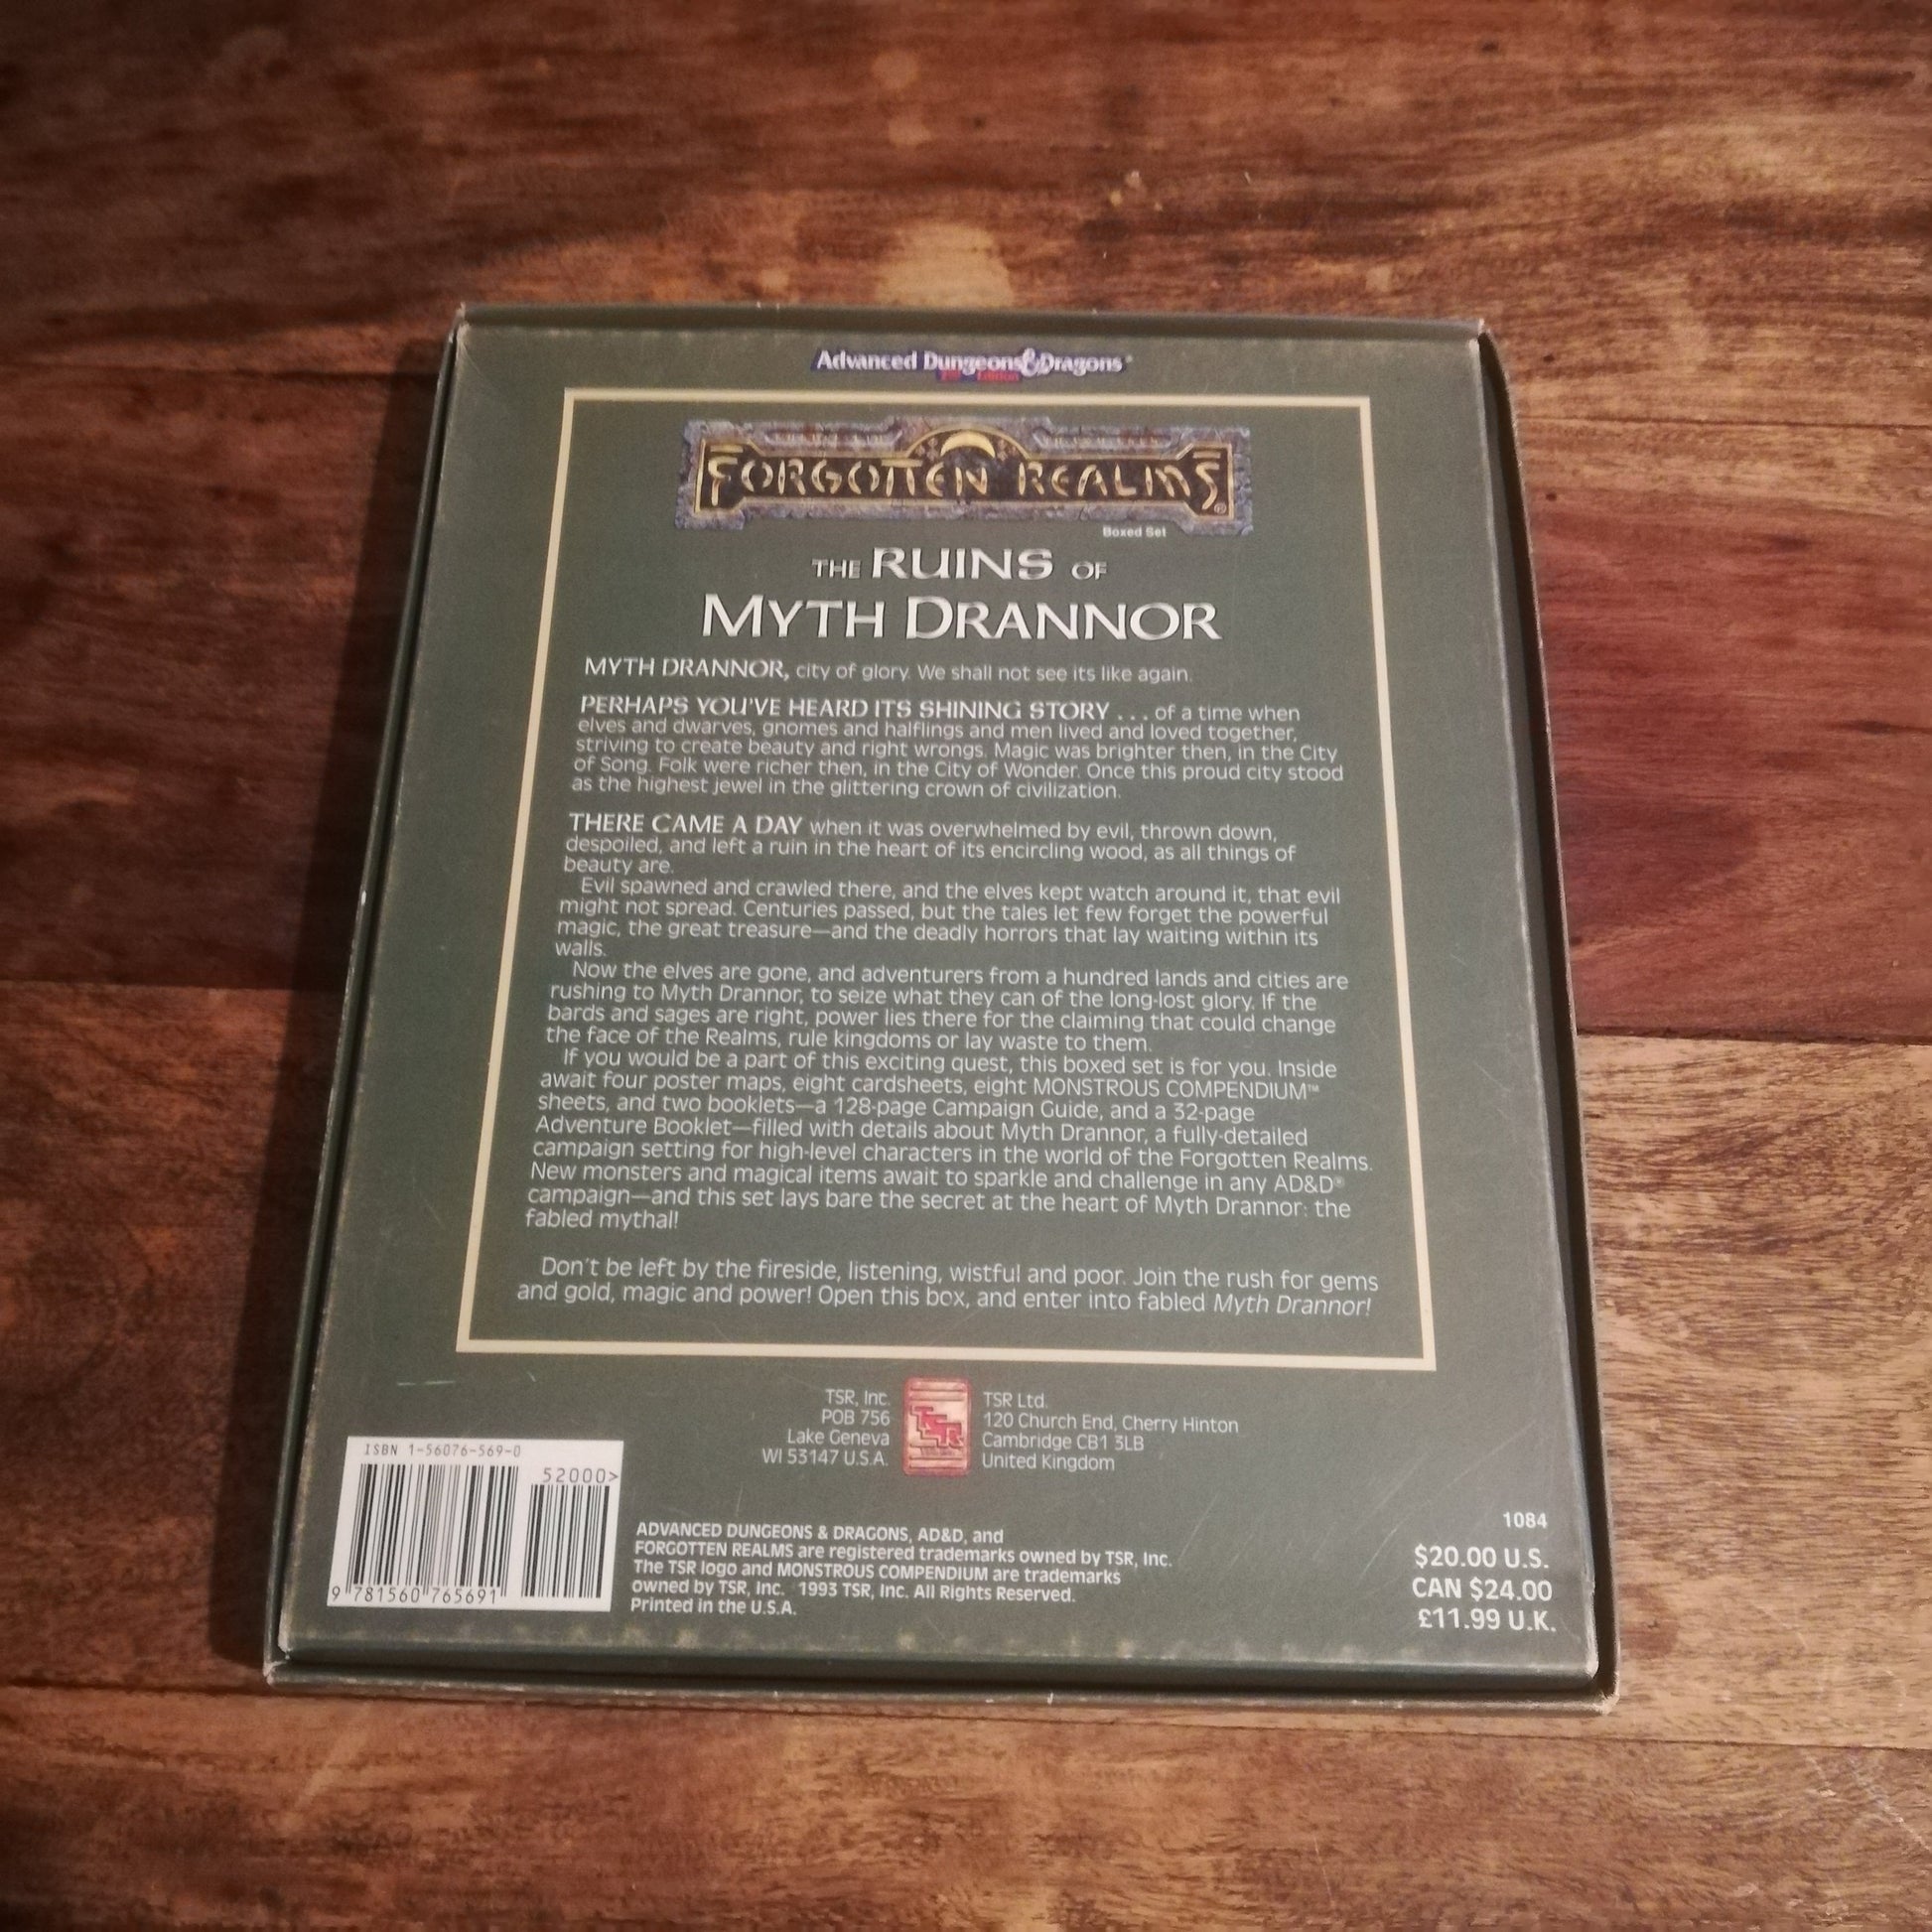 Advanced Dungeons & Dragons®
2nd Edition
FORGOTTEN REALMS®
Boxed Set
THE RUINS OF
MYTH DRANNOR
MYTH DRANNOR, city of glory. We shall not see its like again.
PERHAPS YOU'VE HEARD ITS SHINING STORY . . . of a time when
elves and dwarves, gnomes and halflings and men lived and loved together,
striving to create beauty and right wrongs. Magic was brighter then, in the City
of Song. Folk were richer then, in the City of Wonder. Once this proud city stood
as the highest jewel in the glittering crown of civilization.
THERE CAME A DAY when it was overwhelmed by evil, thrown down,
despoiled, and left a ruin in the heart of its encircling wood, as all things of
beauty are.
Evil spawned and crawled there, and the elves kept watch around it, that evil
might not spread. Centuries passed, but the tales let few forget the powerful
magic, the great treasure—and the deadly horrors that lay waiting within its
walls.
Now the elves are gone, and adventurers from a hundred lands and cities are
rushing to Myth Drannor, to seize what they can of the long-lost glory. If the
bards and sages are right, power lies there for the claiming that could change
the face of the Realms, rule kingdoms or lay waste to them.
If you would be a part of this exciting quest, this boxed set is for you. Inside
await four poster maps, eight cardsheets, eight MONSTROUS COMPENDIUM™
sheets, and two booklets—a 128-page Campaign Guide, and a 32-page
Adventure Booklet—filled with details about Myth Drannor, a fully-detailed
campaign setting for high-level characters in the world of the Forgotten Realms.
New monsters and magical items await to sparkle and challenge in any AD&D®
campaign—and this set lays bare the secret at the heart of Myth Drannor: the
fabled mythal!
Don't be left by the fireside, listening, wistful and poor. Join the rush for gems
and gold, magic and power! Open this box, and enter into fabled Myth Drannor!
TSR, Inc.
POB 756
Lake Geneva
WI 53147 U.S.A.
TSR
TSR Ltd.
120 Church End, Cherry Hinton
Cambridge CB1 3LB
United Kingdom
ISBN 1-56076-569-0
52000>
9 781560 765691
ADVANCED DUNGEONS & DRAGONS, AD&D, and
FORGOTTEN REALMS are registered trademarks owned by TSR, Inc.
The TSR logo and MONSTROUS COMPENDIUM are trademarks
owned by TSR, Inc. 1993 TSR, Inc. All Rights Reserved.
Printed in the U.S.A.
1084
$20.00 U.S.
CAN $24.00
£11.99 U.K.